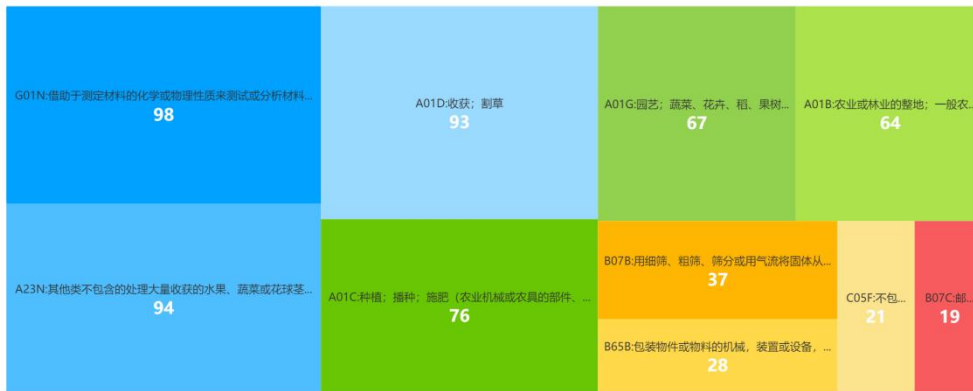 G01N:借助于测定材料的化学或物理性质来测试或分析材料...
98
A01D:收获；割草
93
A01G:园艺；蔬菜、花卉、稻、果树...
67
A01B:农业或林业的整地；一般农...
64
A23N:其他类不包含的处理大量收获的水果、蔬菜或花球茎...
94
A01C:种植；播种；施肥（农业机械或农具的部件、...
76
B07B:用细筛、粗筛、筛分或用气流将固体从...
37
B65B:包装物件或物料的机械，装置或设备，...
28
C05F:不包...
21
B07C:邮...
19